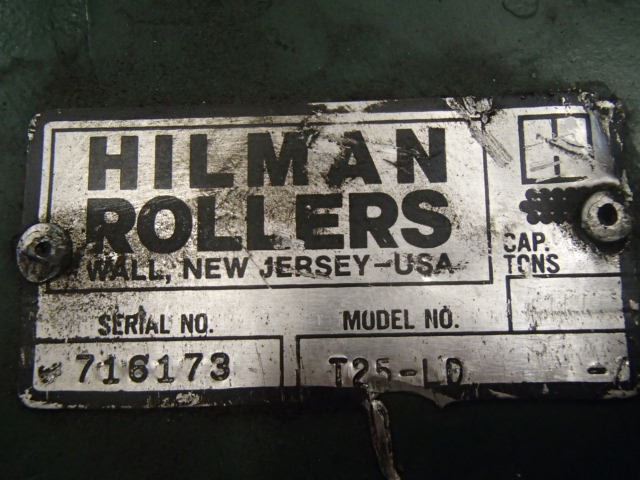 HILMAN
ROLLERS
WALL, NEW JERSEY-USA
CAP.
TONS
SERIAL NO.
MODEL NO.
716173
T25-LD